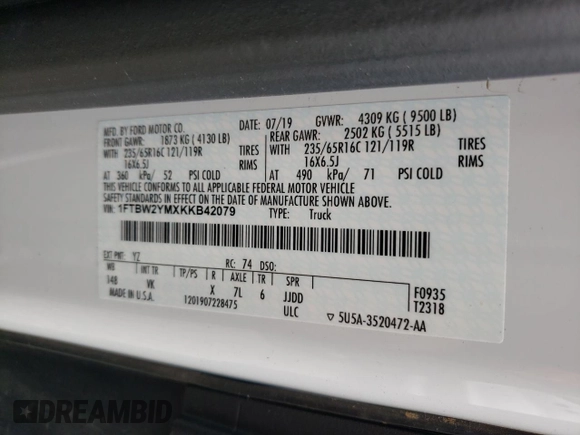 MFD. BY FORD MOTOR CO.
DATE: 07/19 GVWR: 4309 KG ( 9500 LB)
FRONT GAWR: 1873 KG ( 4130 LB) REAR GAWR: 2502 KG ( 5515 LB)
WITH 235/65R16C 121/119R TIRES WITH 235/65R16C 121/119R TIRES
16X6.5J RIMS 16X6.5J RIMS
AT 360 kPa/ 52 PSI COLD AT 490 kPa/ 71 PSI COLD
THIS VEHICLE CONFORMS TO ALL APPLICABLE FEDERAL MOTOR VEHICLE
SAFETY STANDARDS IN EFFECT ON THE DATE OF MANUFACTURE SHOWN ABOVE.
VIN: 1FTBW2YMXKKB42079 TYPE: Truck
EXT PNT: YZ RC: 74 DSO:
WB INT TR TP/PS R AXLE TR SPR
148 VK X 7L 6 JJDD
ULC
F0935
T2318
MADE IN U.S.A. 1201907228475
▽ 5U5A-3520472-AA
DREAMBID